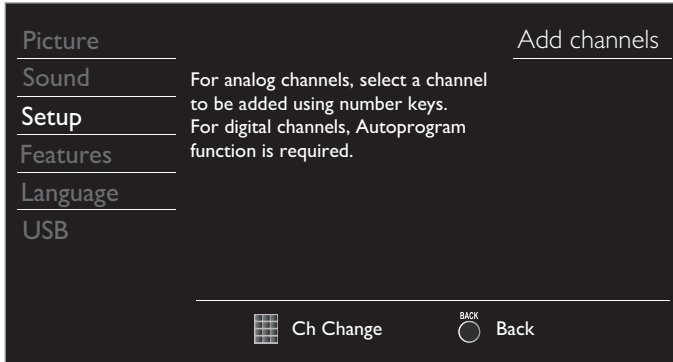 Picture
Add channels
Sound
For analog channels, select a channel
to be added using number keys.
Setup
For digital channels, Autoprogram
function is required.
Features
Language
USB
Ch Change
BACK
Back